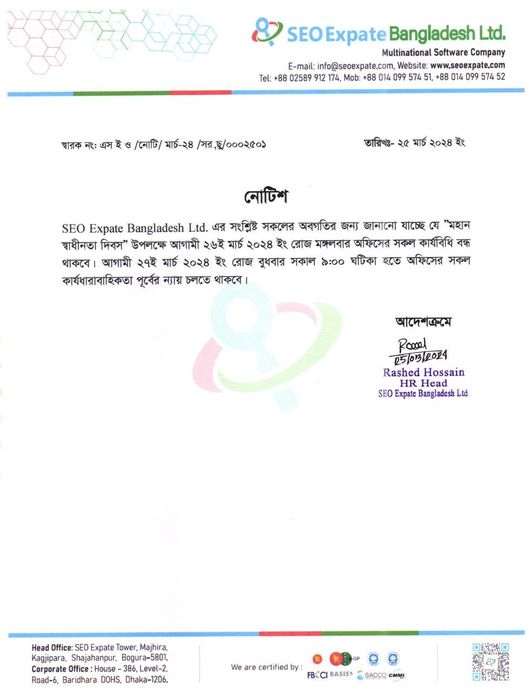 SEO Expate Bangladesh Ltd.
Multinational Software Company
E-mail: info@seoexpate.com, Website: www.seoexpate.com
Tel: +88 02589 912 174, Mob: +88 014 099 574 51, +88 014 099 574 52
স্বারক নং: এস ই ও /নোটি/ মার্চ-২৪ /সর,ছু/০০০২৫০১
তারিখঃ- ২৫ মার্চ ২০২৪ ইং
নোটিশ
SEO Expate Bangladesh Ltd. এর সংশ্লিষ্ট সকলের অবগতির জন্য জানানো যাচ্ছে যে "মহান
স্বাধীনতা দিবস" উপলক্ষে আগামী ২৬ই মার্চ ২০২৪ ইং রোজ মঙ্গলবার অফিসের সকল কার্যবিধি বন্ধ
থাকবে। আগামী ২৭ই মার্চ ২০২৪ ইং রোজ বুধবার সকাল ৯:০০ ঘটিকা হতে অফিসের সকল
কার্যধারাবাহিকতা পূর্বের ন্যায় চলতে থাকবে।
আদেশক্রমে
25/03/2024
Rashed Hossain
HR Head
SEO Expate Bangladesh Ltd
Head Office: SEO Expate Tower, Majhira,
Kagjipara, Shajahanpur, Bogura-5801.
Corporate Office : House - 386, Level-2,
Road-6, Baridhara DOHS, Dhaka-1206.
We are certified by :
FBCCI BASIS BACCO CMMI